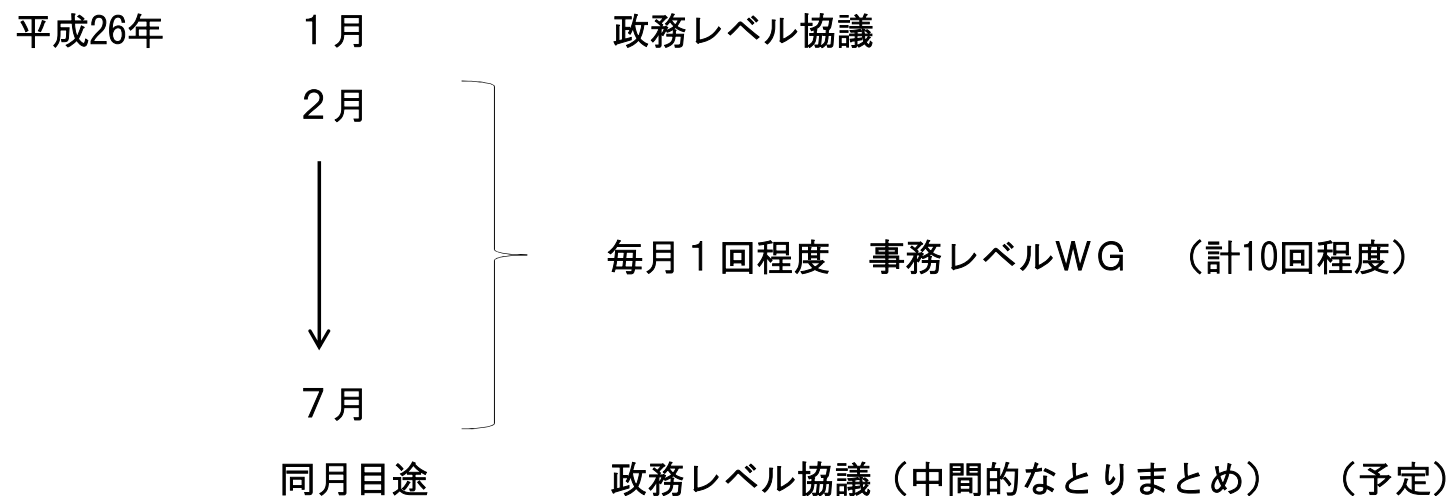 平成26年　１月　政務レベル協議
２月
毎月１回程度　事務レベルＷＧ　（計10回程度）
７月
同月目途　政務レベル協議（中間的なとりまとめ）　（予定）